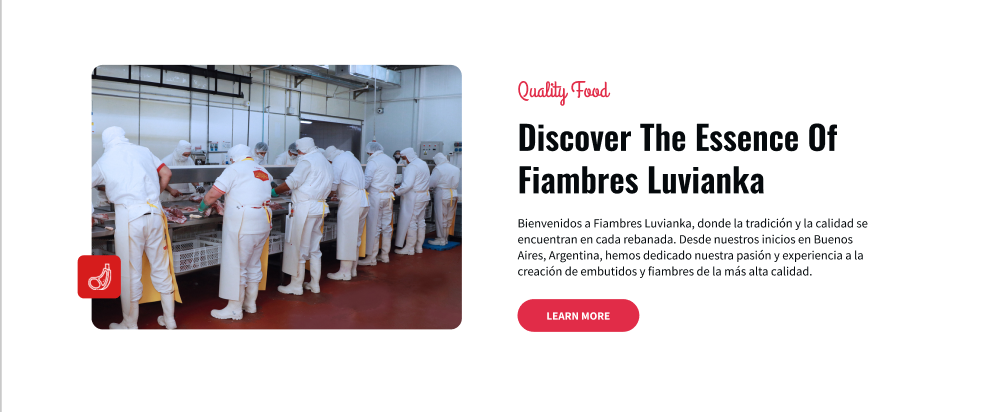 Quality Food
Discover The Essence Of
Fiambres Luvianka
Bienvenidos a Fiambres Luvianka, donde la tradición y la calidad se
encuentran en cada rebanada. Desde nuestros inicios en Buenos
Aires, Argentina, hemos dedicado nuestra pasión y experiencia a la
creación de embutidos y fiambres de la más alta calidad.
LEARN MORE